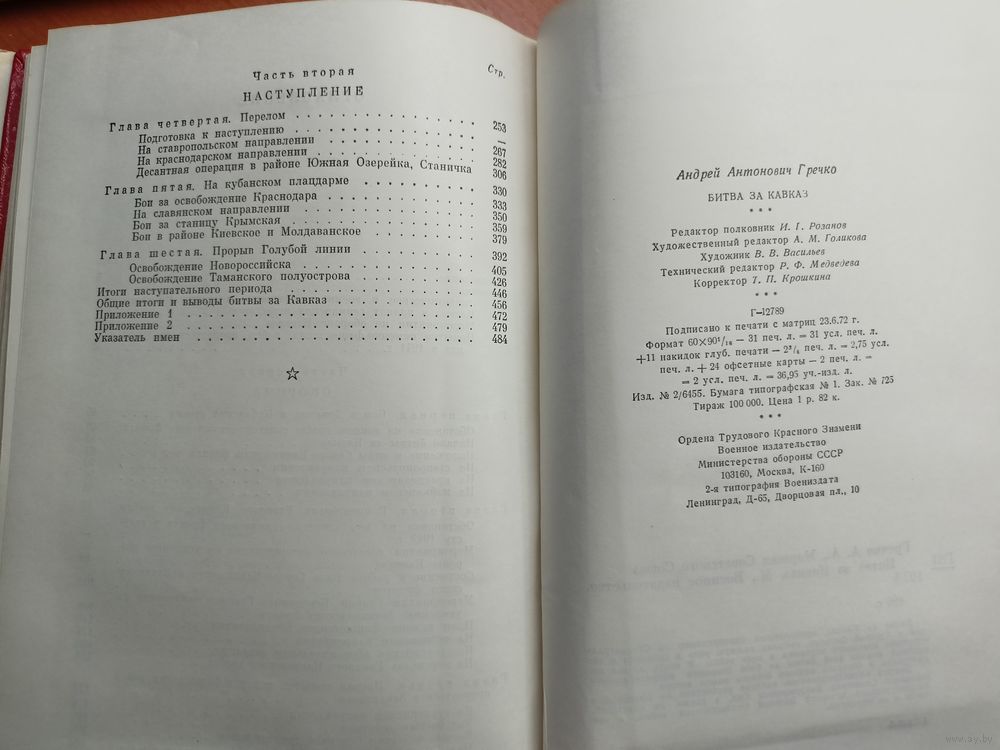 Часть вторая
Стр.
НАСТУПЛЕНИЕ
Глава четвертая. Перелом . . . . . . . . . . . . . . 253
Подготовка к наступлению . . . . . . . . . . . . . —
На ставропольском направлении . . . . . . . . . . . 267
На краснодарском направлении . . . . . . . . . . . 282
Десантная операция в районе Южная Озерейка, Станичка 306
Глава пятая. На кубанском плацдарме . . . . . . . . . 330
Бои за освобождение Краснодара . . . . . . . . . . 333
На славянском направлении . . . . . . . . . . . . 350
Бои за станицу Крымская . . . . . . . . . . . . . 359
Бои в районе Киевское и Молдаванское . . . . . . . . 379
Глава шестая. Прорыв Голубой линии . . . . . . . . . 392
Освобождение Новороссийска . . . . . . . . . . . . 405
Освобождение Таманского полуострова . . . . . . . . 426
Итоги наступательного периода . . . . . . . . . . . . 446
Общие итоги и выводы битвы за Кавказ . . . . . . . . . 456
Приложение 1 . . . . . . . . . . . . . . . . . . . 472
Приложение 2 . . . . . . . . . . . . . . . . . . . 479
Указатель имен . . . . . . . . . . . . . . . . . . 484
Андрей Антонович Гречко
БИТВА ЗА КАВКАЗ
* * *
Редактор полковник И. Г. Розанов
Художественный редактор А. М. Голикова
Художник В. В. Васильев
Технический редактор Р. Ф. Медведева
Корректор Т. П. Крошкина
* * *
Г—12789
Подписано к печати с матриц 23.6.72 г.
Формат 60×90¹/₁₆ — 31 печ. л. = 31 усл. печ. л.
+11 накидок глуб. печати — 2³/₄ печ. л. = 2,75 усл.
печ. л. + 24 офсетные карты — 2 печ. л. =
= 2 усл. печ. л. = 36,95 уч.-изд. л.
Изд. № 2/6455. Бумага типографская № 1. Зак. № 725
Тираж 100 000. Цена 1 р. 82 к.
* * *
Ордена Трудового Красного Знамени
Военное издательство
Министерства обороны СССР
103160, Москва, К-160
2-я типография Воениздата
Ленинград, Д-65, Дворцовая пл., 10
www.ay.by